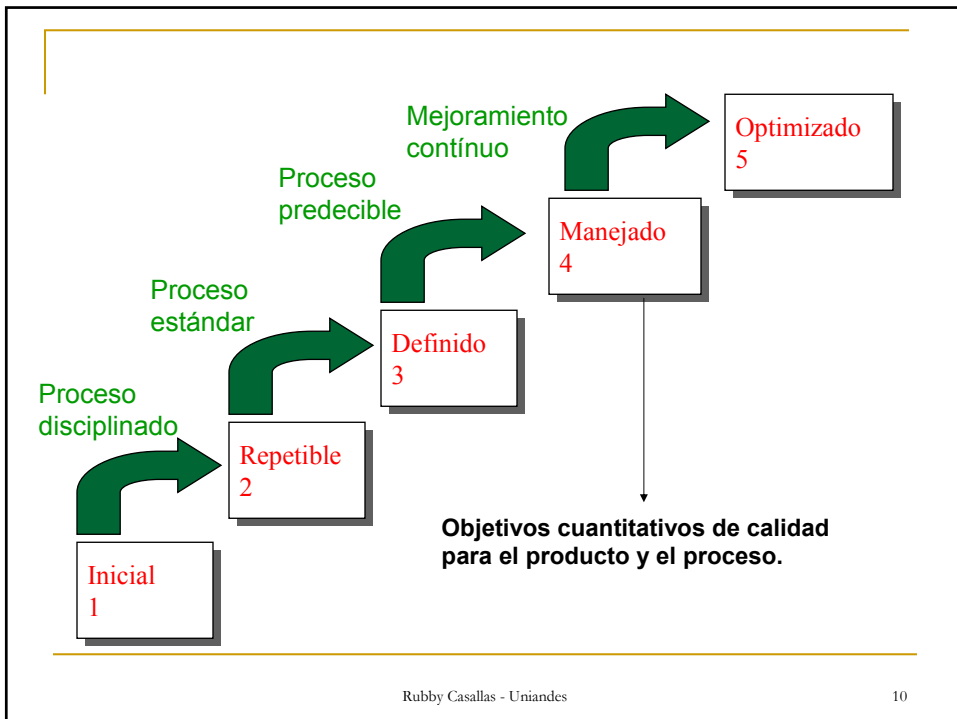 Mejoramiento
contínuo
Optimizado
5
Proceso
predecible
Manejado
4
Proceso
estándar
Definido
3
Proceso
disciplinado
Repetible
2
Objetivos cuantitativos de calidad
para el producto y el proceso.
Inicial
1
Rubby Casallas - Uniandes
10